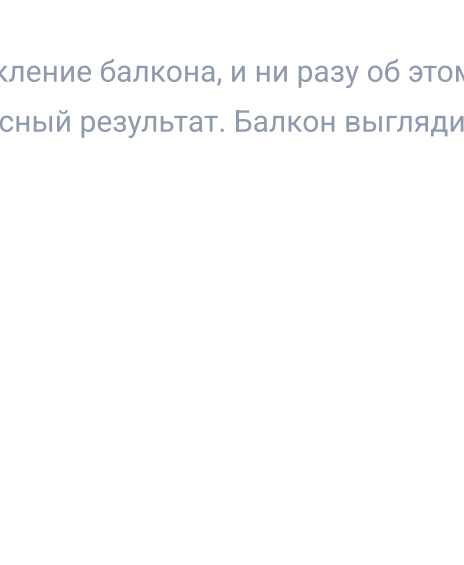 кление балкона, и ни разу об этом
сный результат. Балкон выгляди